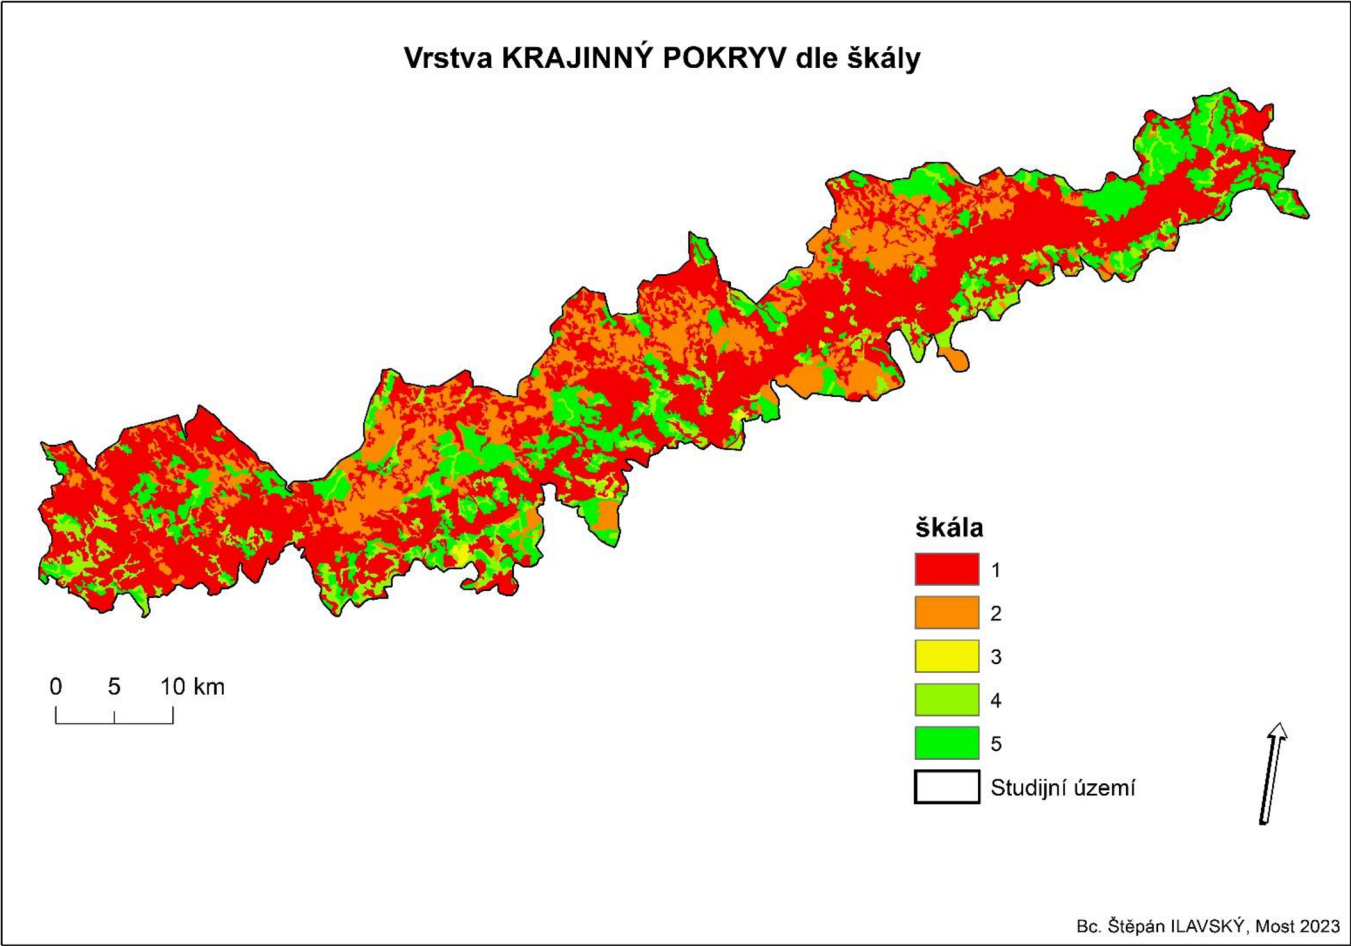 Vrstva KRAJINNÝ POKRYV dle škály
škála
1
2
3
4
5
Studijní území
0 5 10 km
Bc. Štěpán ILAVSKÝ, Most 2023